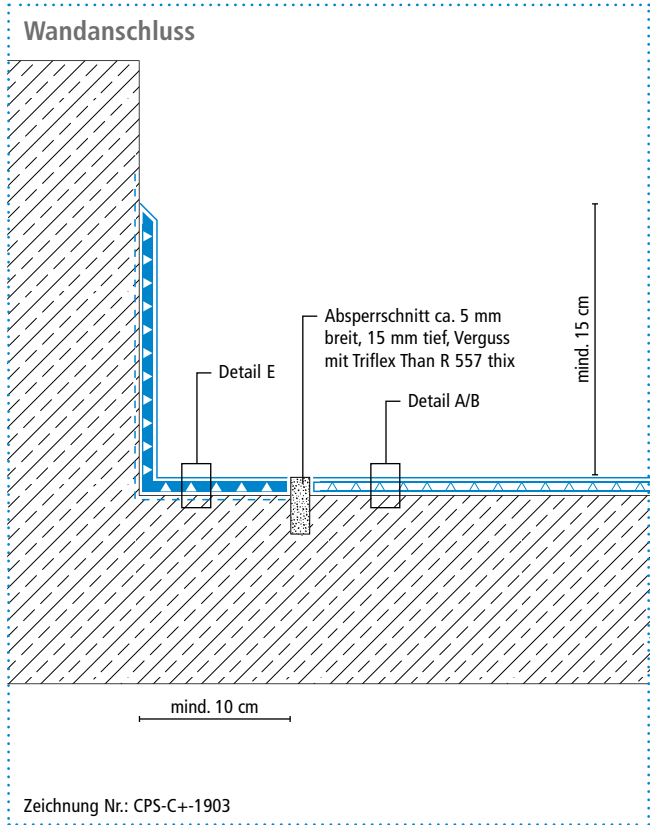 Wandanschluss
Absperrschnitt ca. 5 mm
breit, 15 mm tief, Verguss
mit Triflex Than R 557 thix
mind. 15 cm
Detail E
Detail A/B
mind. 10 cm
Zeichnung Nr.: CPS-C+-1903